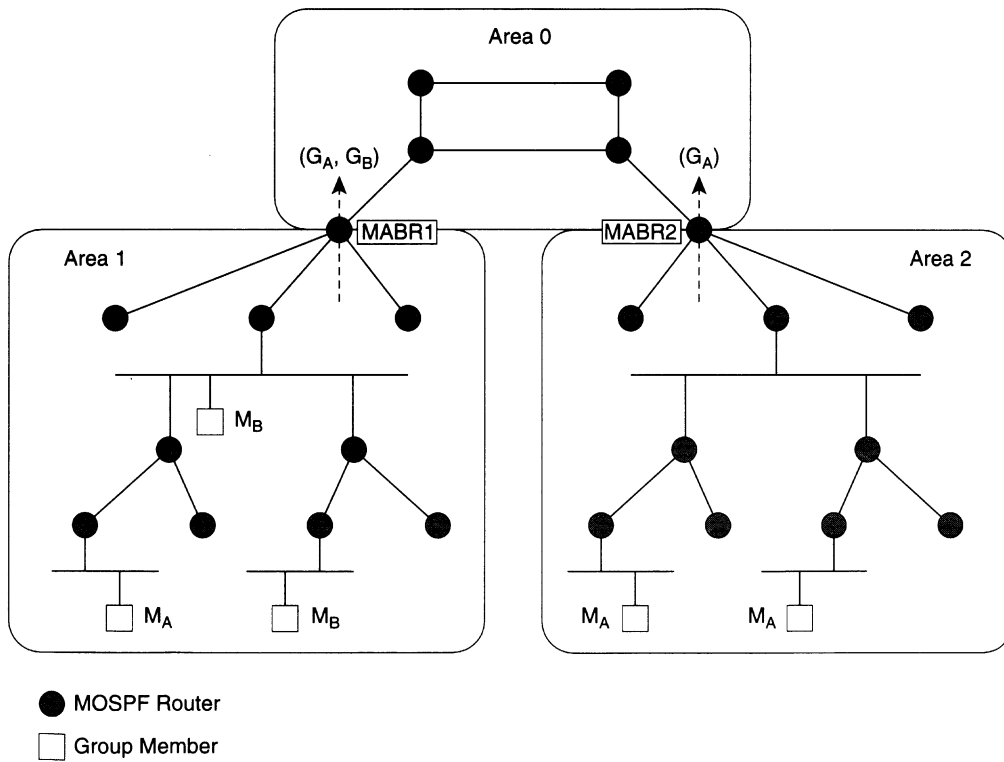 Area 0
(GA, GB)
(GA)
MABR1
MABR2
Area 1
Area 2
MB
MA
MB
MA
MA
MOSPF Router
Group Member